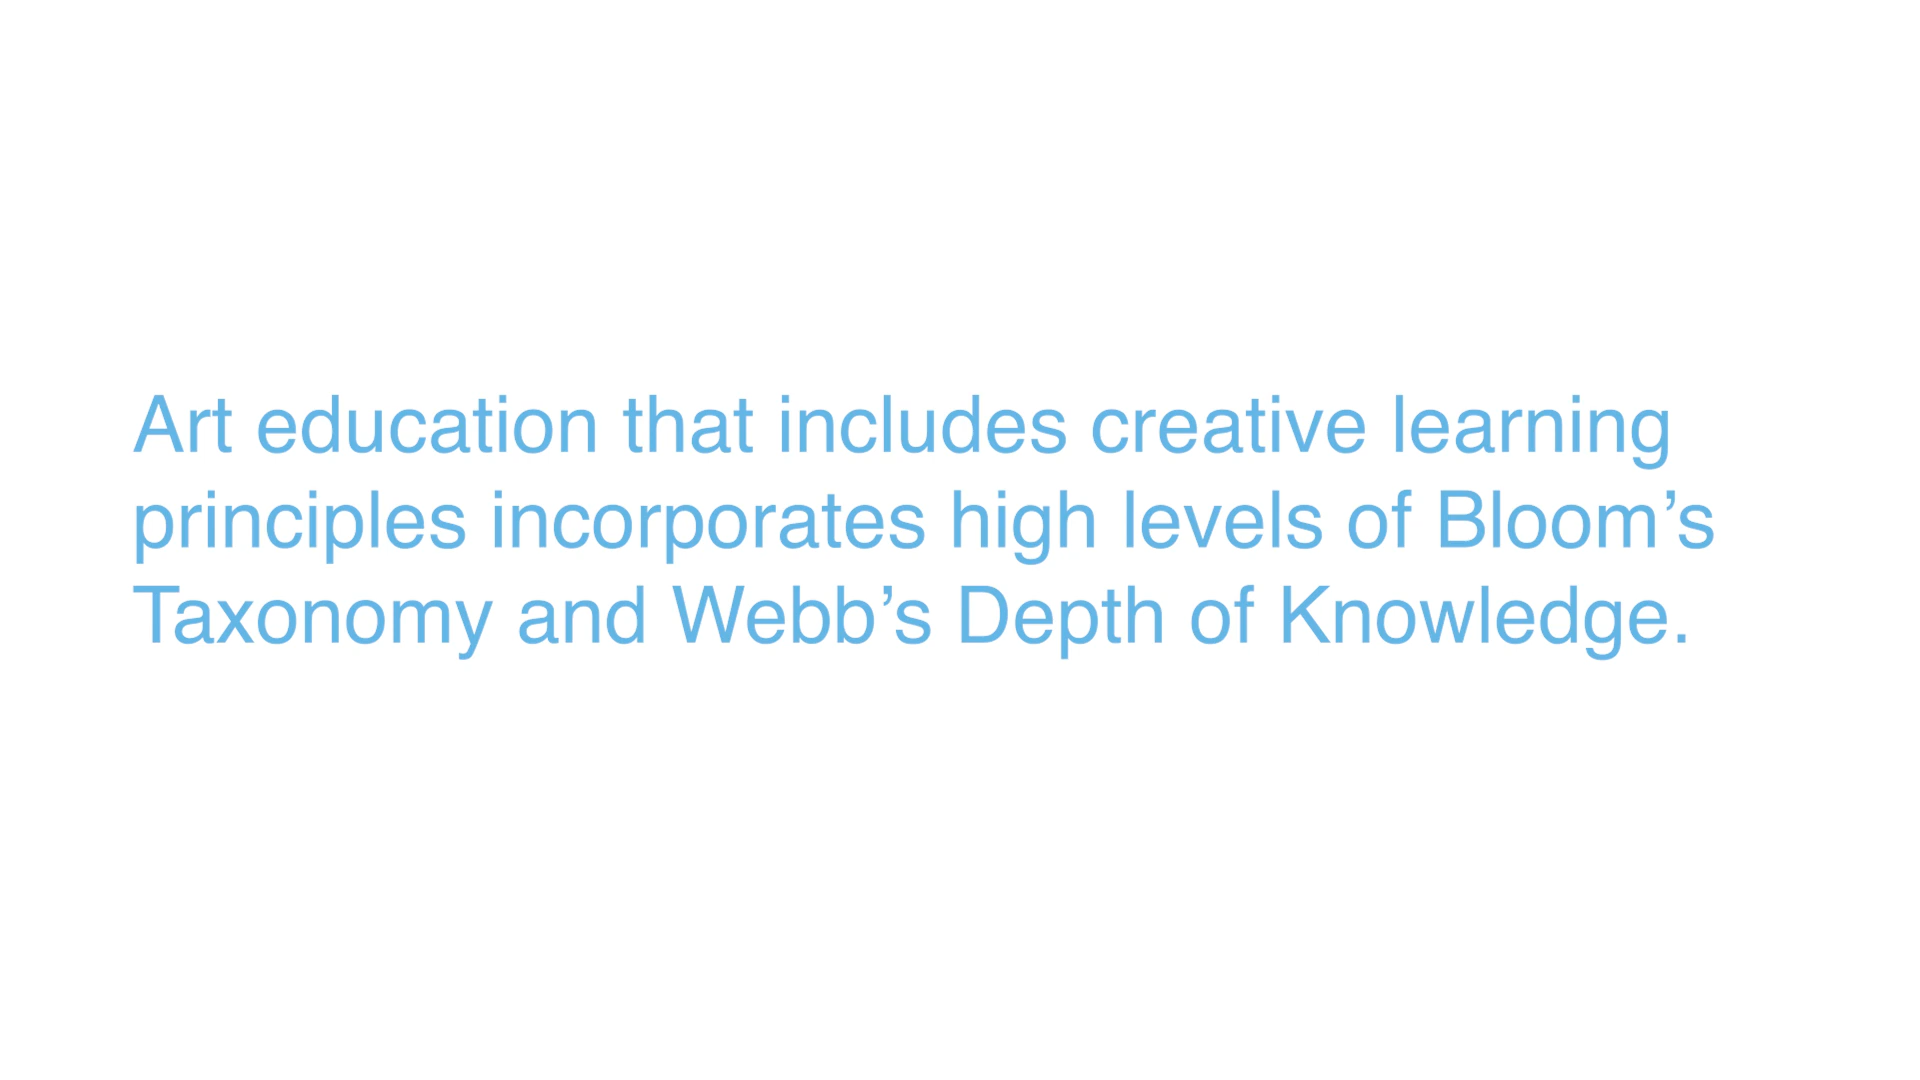 Art education that includes creative learning
principles incorporates high levels of Bloom’s
Taxonomy and Webb’s Depth of Knowledge.